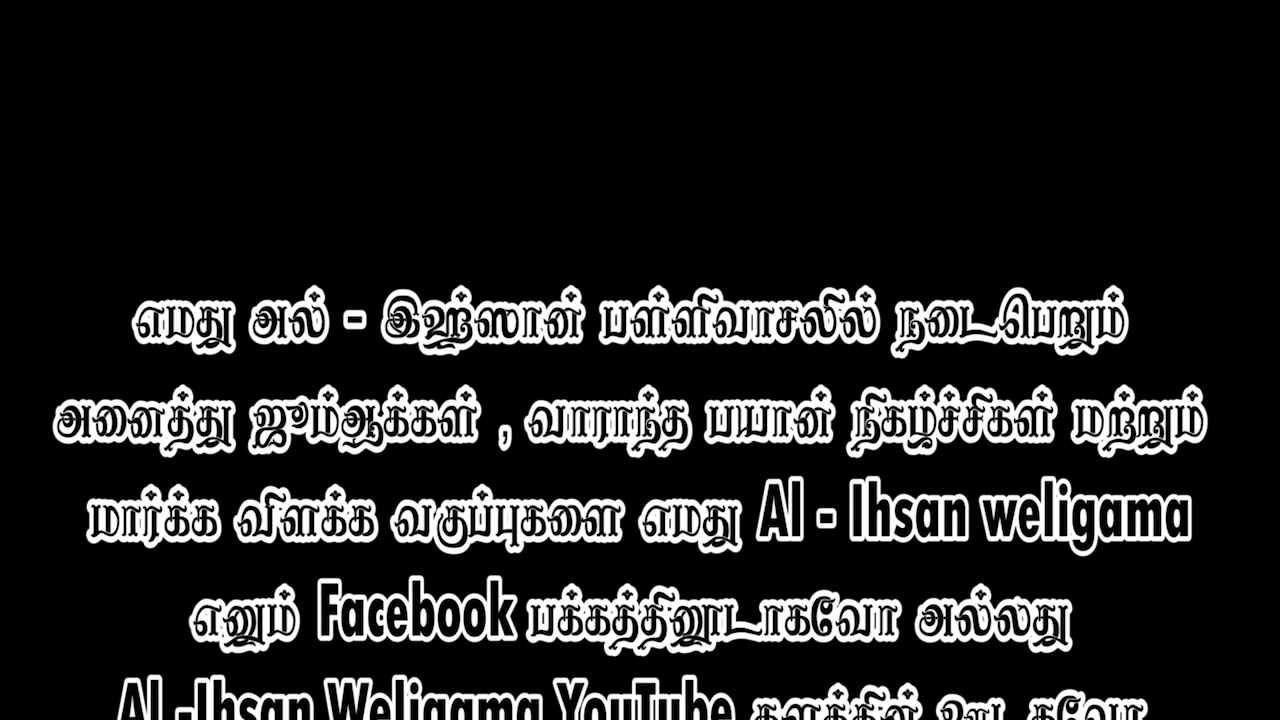 எமது அல் - இஹ்ஸான் பள்ளிவாசலில் நடைபெறும்
அனைத்து ஜும்ஆக்கள் , வாராந்த பயான் நிகழ்ச்சிகள் மற்றும்
மார்க்க விளக்க வகுப்புகளை எமது Al - Ihsan weligama
எனும் Facebook பக்கத்தினூடாகவோ அல்லது
Al -Ihsan Weligama YouTube